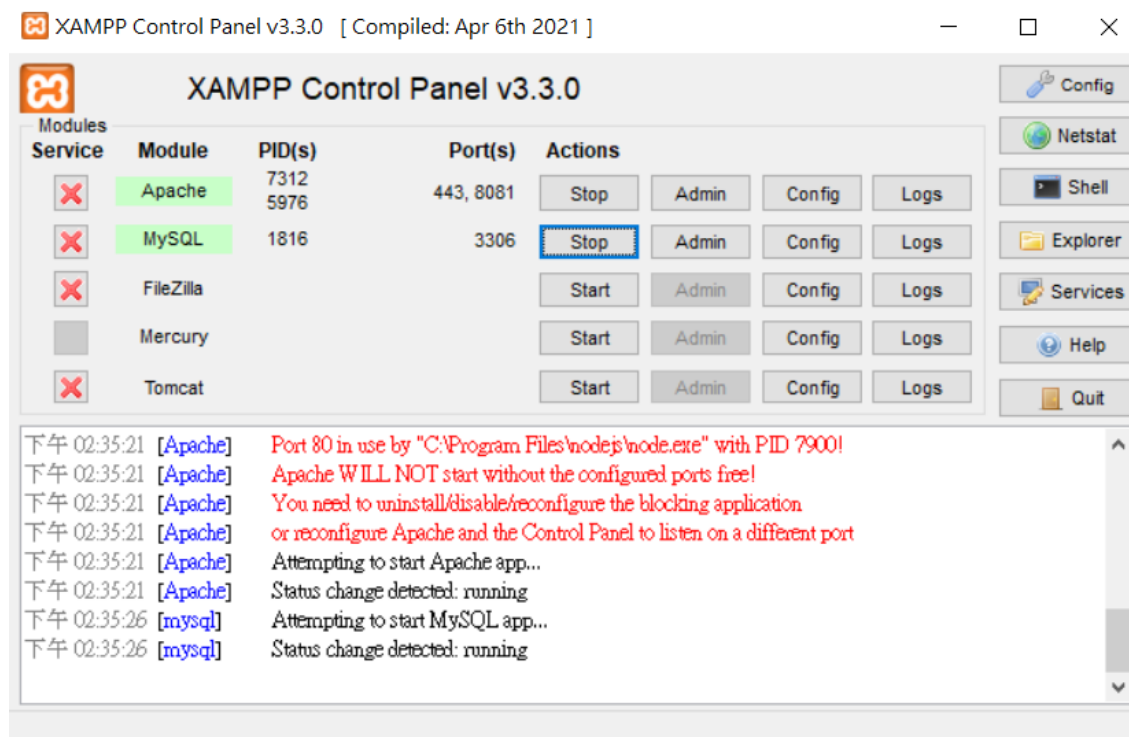 XAMPP Control Panel v3.3.0 [ Compiled: Apr 6th 2021 ]
XAMPP Control Panel v3.3.0
Config
Modules
Service Module PID(s) Port(s) Actions
Netstat
Apache 7312 5976 443, 8081 Stop Admin Config Logs
Shell
MySQL 1816 3306 Stop Admin Config Logs
Explorer
FileZilla Start Admin Config Logs
Services
Mercury Start Admin Config Logs
Help
Tomcat Start Admin Config Logs
Quit
下午 02:35:21 [Apache] Port 80 in use by "C:\Program Files\nodejs\node.exe" with PID 7900!
下午 02:35:21 [Apache] Apache WILL NOT start without the configured ports free!
下午 02:35:21 [Apache] You need to uninstall/disable/reconfigure the blocking application
下午 02:35:21 [Apache] or reconfigure Apache and the Control Panel to listen on a different port
下午 02:35:21 [Apache] Attempting to start Apache app...
下午 02:35:21 [Apache] Status change detected: running
下午 02:35:26 [mysql] Attempting to start MySQL app...
下午 02:35:26 [mysql] Status change detected: running